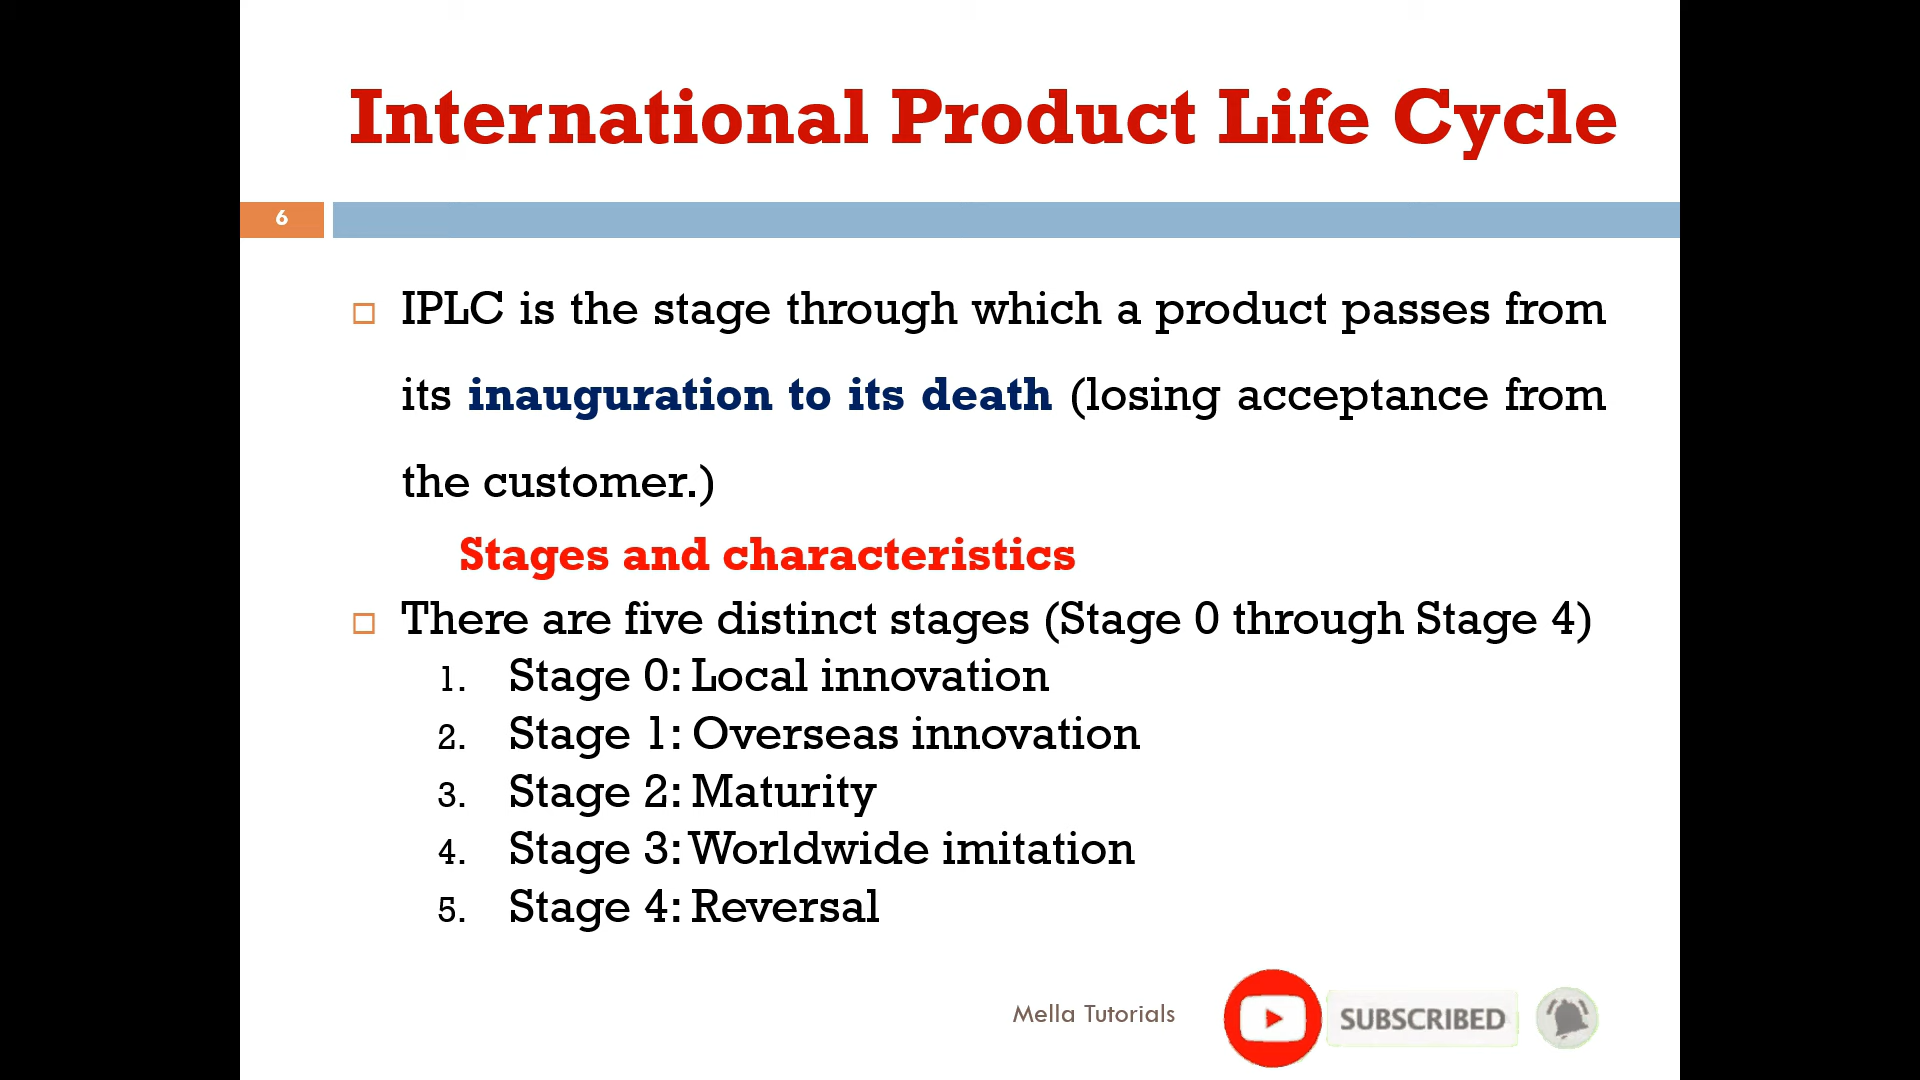 International Product Life Cycle
6
IPLC is the stage through which a product passes from
its inauguration to its death (losing acceptance from
the customer.)
Stages and characteristics
There are five distinct stages (Stage 0 through Stage 4)
1. Stage 0: Local innovation
2. Stage 1: Overseas innovation
3. Stage 2: Maturity
4. Stage 3: Worldwide imitation
5. Stage 4: Reversal
Mella Tutorials
SUBSCRIBED